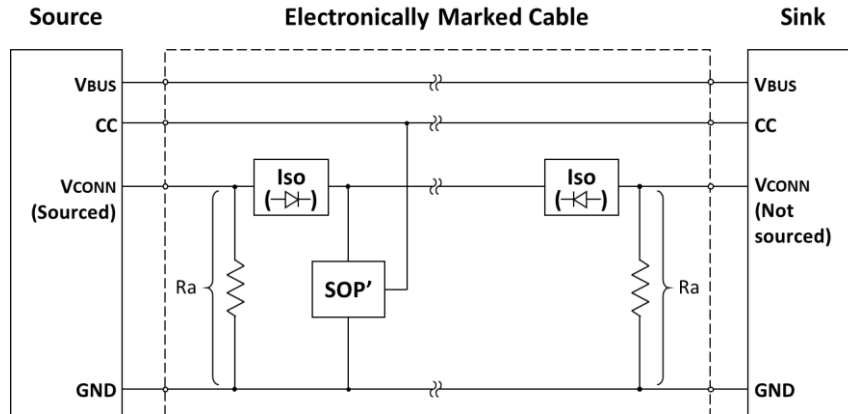 Source
Electronically Marked Cable
Sink
VBUS
VBUS
CC
CC
VCONN
(Sourced)
Iso
Iso
VCONN
(Not
sourced)
Ra
SOP’
Ra
GND
GND